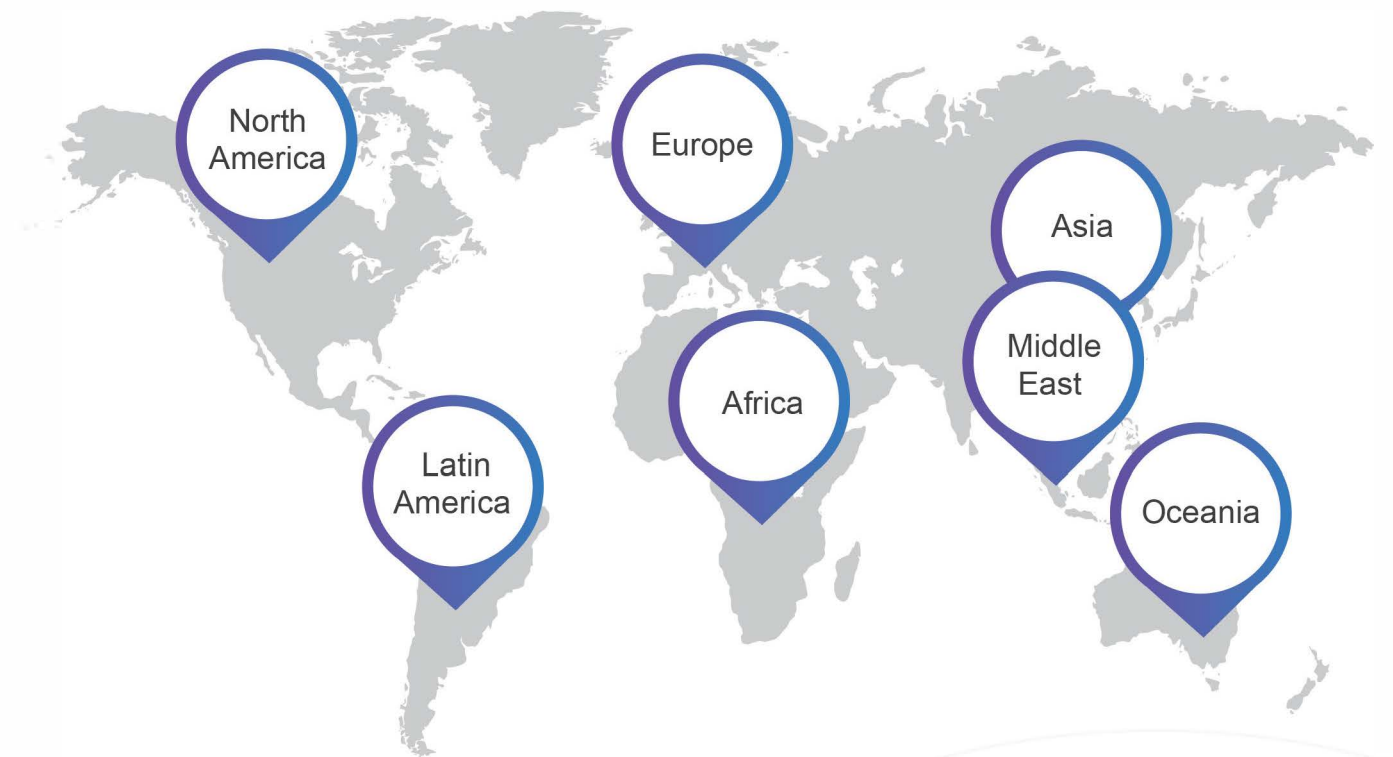 North
America
Europe
Asia
Middle
East
Africa
Latin
America
Oceania